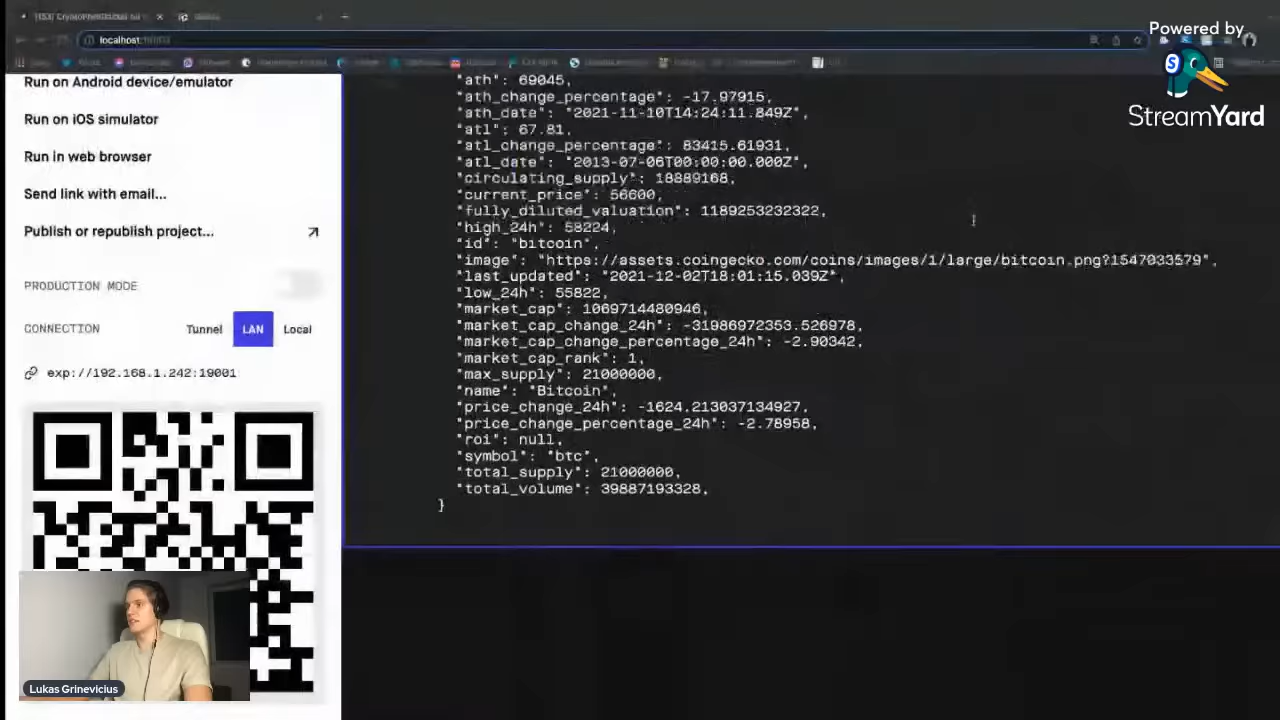 Powered by
StreamYard
localhost:19002
Run on Android device/emulator
Run on iOS simulator
Run in web browser
Send link with email...
Publish or republish project...
PRODUCTION MODE
CONNECTION
Tunnel LAN Local
exp://192.168.1.242:19001
"ath": 69045,
"ath_change_percentage": -17.97915,
"ath_date": "2021-11-10T14:24:11.849Z",
"atl": 67.81,
"atl_change_percentage": 83415.61931,
"atl_date": "2013-07-06T00:00:00.000Z",
"circulating_supply": 18889168,
"current_price": 56600,
"fully_diluted_valuation": 1189253232322,
"high_24h": 58224,
"id": "bitcoin",
"image": "https://assets.coingecko.com/coins/images/1/large/bitcoin.png?1547033579",
"last_updated": "2021-12-02T18:01:15.039Z",
"low_24h": 55822,
"market_cap": 1069714480946,
"market_cap_change_24h": -31986972353.526978,
"market_cap_change_percentage_24h": -2.90342,
"market_cap_rank": 1,
"max_supply": 21000000,
"name": "Bitcoin",
"price_change_24h": -1624.213037134927,
"price_change_percentage_24h": -2.78958,
"roi": null,
"symbol": "btc",
"total_supply": 21000000,
"total_volume": 39887193328,
}
Lukas Grinevicius